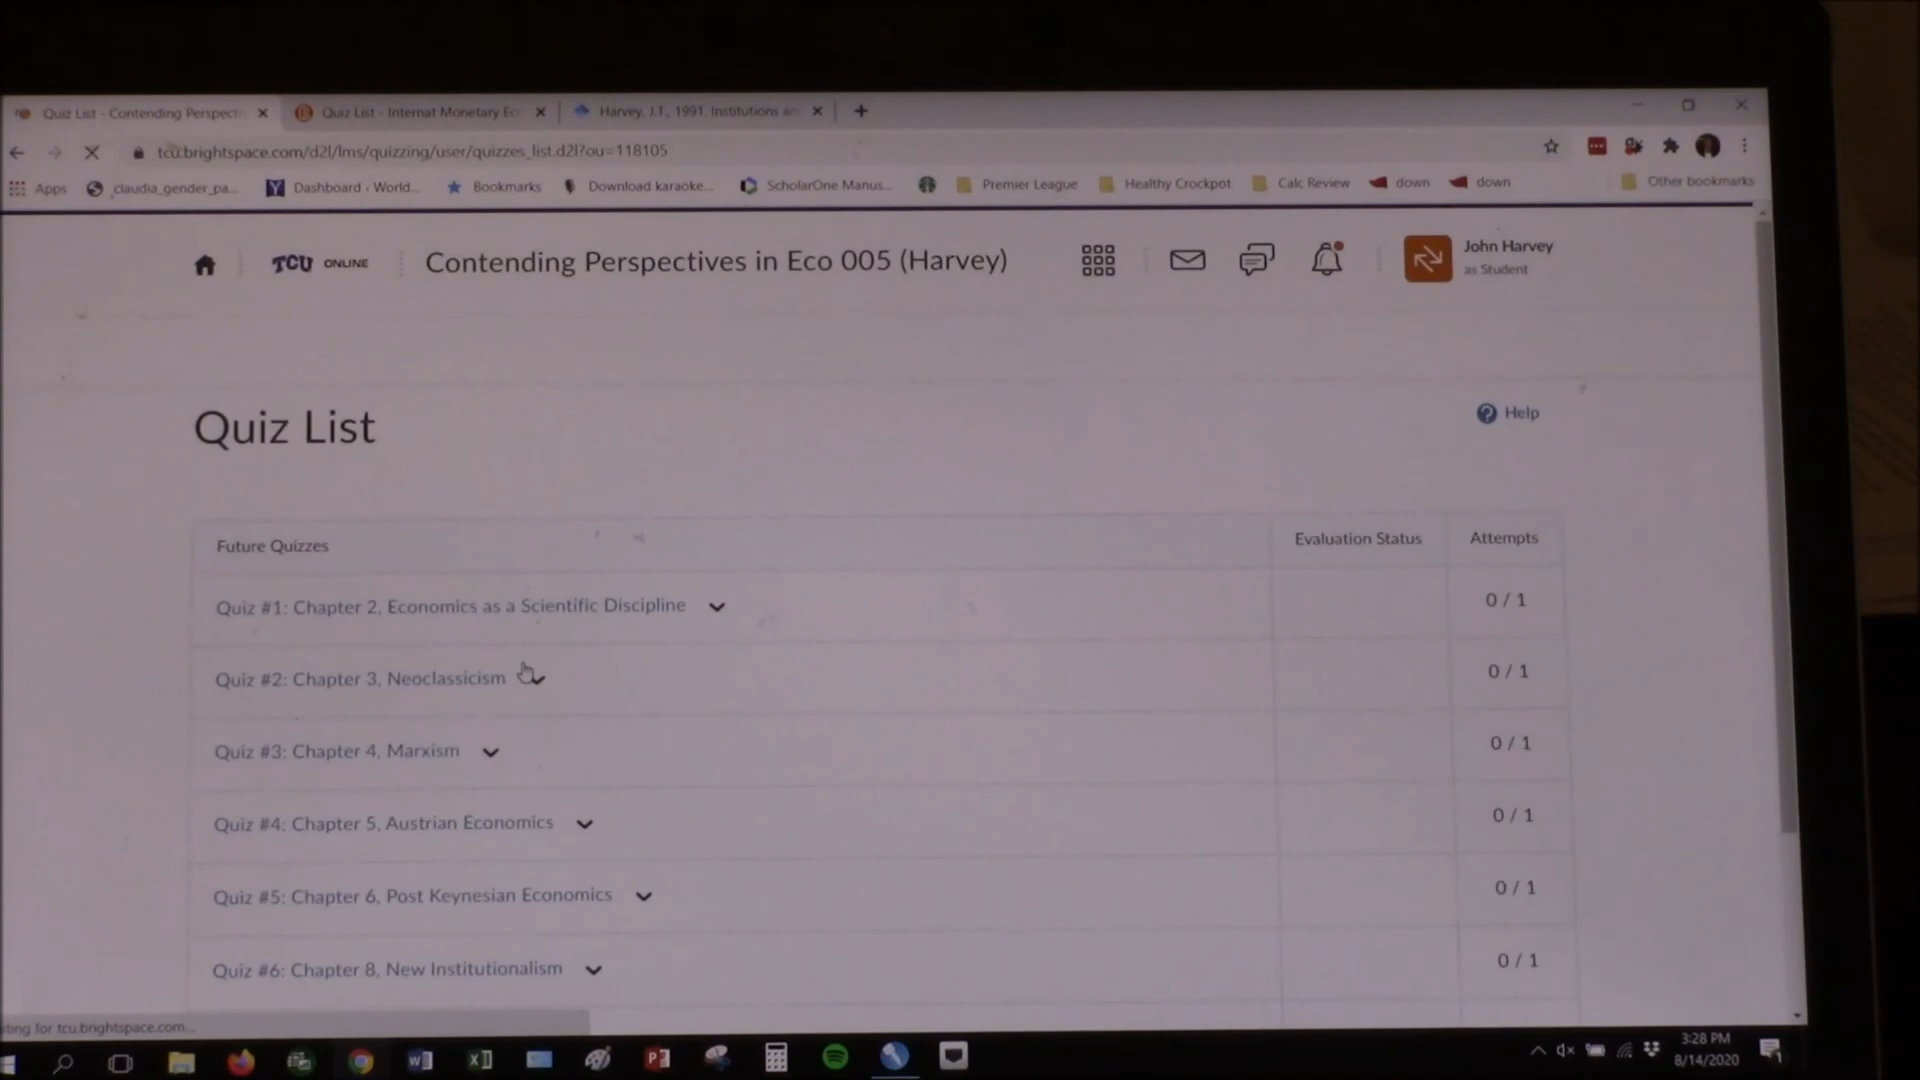 Quiz List - Contending Perspect
Quiz List - Internat Monetary Ec
Harvey, J.T., 1991. Institutions an
tcu.brightspace.com/d2l/lms/quizzing/user/quizzes_list.d2l?ou=118105
Apps
claudia_gender_pa...
Dashboard ‹ World...
Bookmarks
Download karaoke...
ScholarOne Manus...
Premier League
Healthy Crockpot
Calc Review
down
down
Other bookmarks
TCU ONLINE
Contending Perspectives in Eco 005 (Harvey)
John Harvey
as Student
Quiz List
Help
Future Quizzes
Evaluation Status
Attempts
Quiz #1: Chapter 2, Economics as a Scientific Discipline
0 / 1
Quiz #2: Chapter 3, Neoclassicism
0 / 1
Quiz #3: Chapter 4, Marxism
0 / 1
Quiz #4: Chapter 5, Austrian Economics
0 / 1
Quiz #5: Chapter 6, Post Keynesian Economics
0 / 1
Quiz #6: Chapter 8, New Institutionalism
0 / 1
iting for tcu.brightspace.com...
3:28 PM
8/14/2020